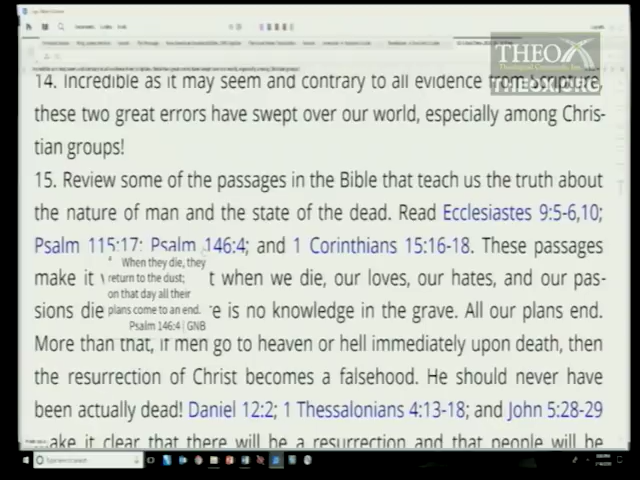 THEOX
THEOX.ORG
14. Incredible as it may seem and contrary to all evidence from Scripture,
these two great errors have swept over our world, especially among Chris-
tian groups!
15. Review some of the passages in the Bible that teach us the truth about
the nature of man and the state of the dead. Read Ecclesiastes 9:5-6,10;
Psalm 115:17; Psalm 146:4; and 1 Corinthians 15:16-18. These passages
make it
t when we die, our loves, our hates, and our pas-
sions die
re is no knowledge in the grave. All our plans end.
4 When they die, they
return to the dust;
on that day all their
plans come to an end.
Psalm 146:4 | GNB
More than that, if men go to heaven or hell immediately upon death, then
the resurrection of Christ becomes a falsehood. He should never have
been actually dead! Daniel 12:2; 1 Thessalonians 4:13-18; and John 5:28-29
make it clear that there will be a resurrection and that people will be